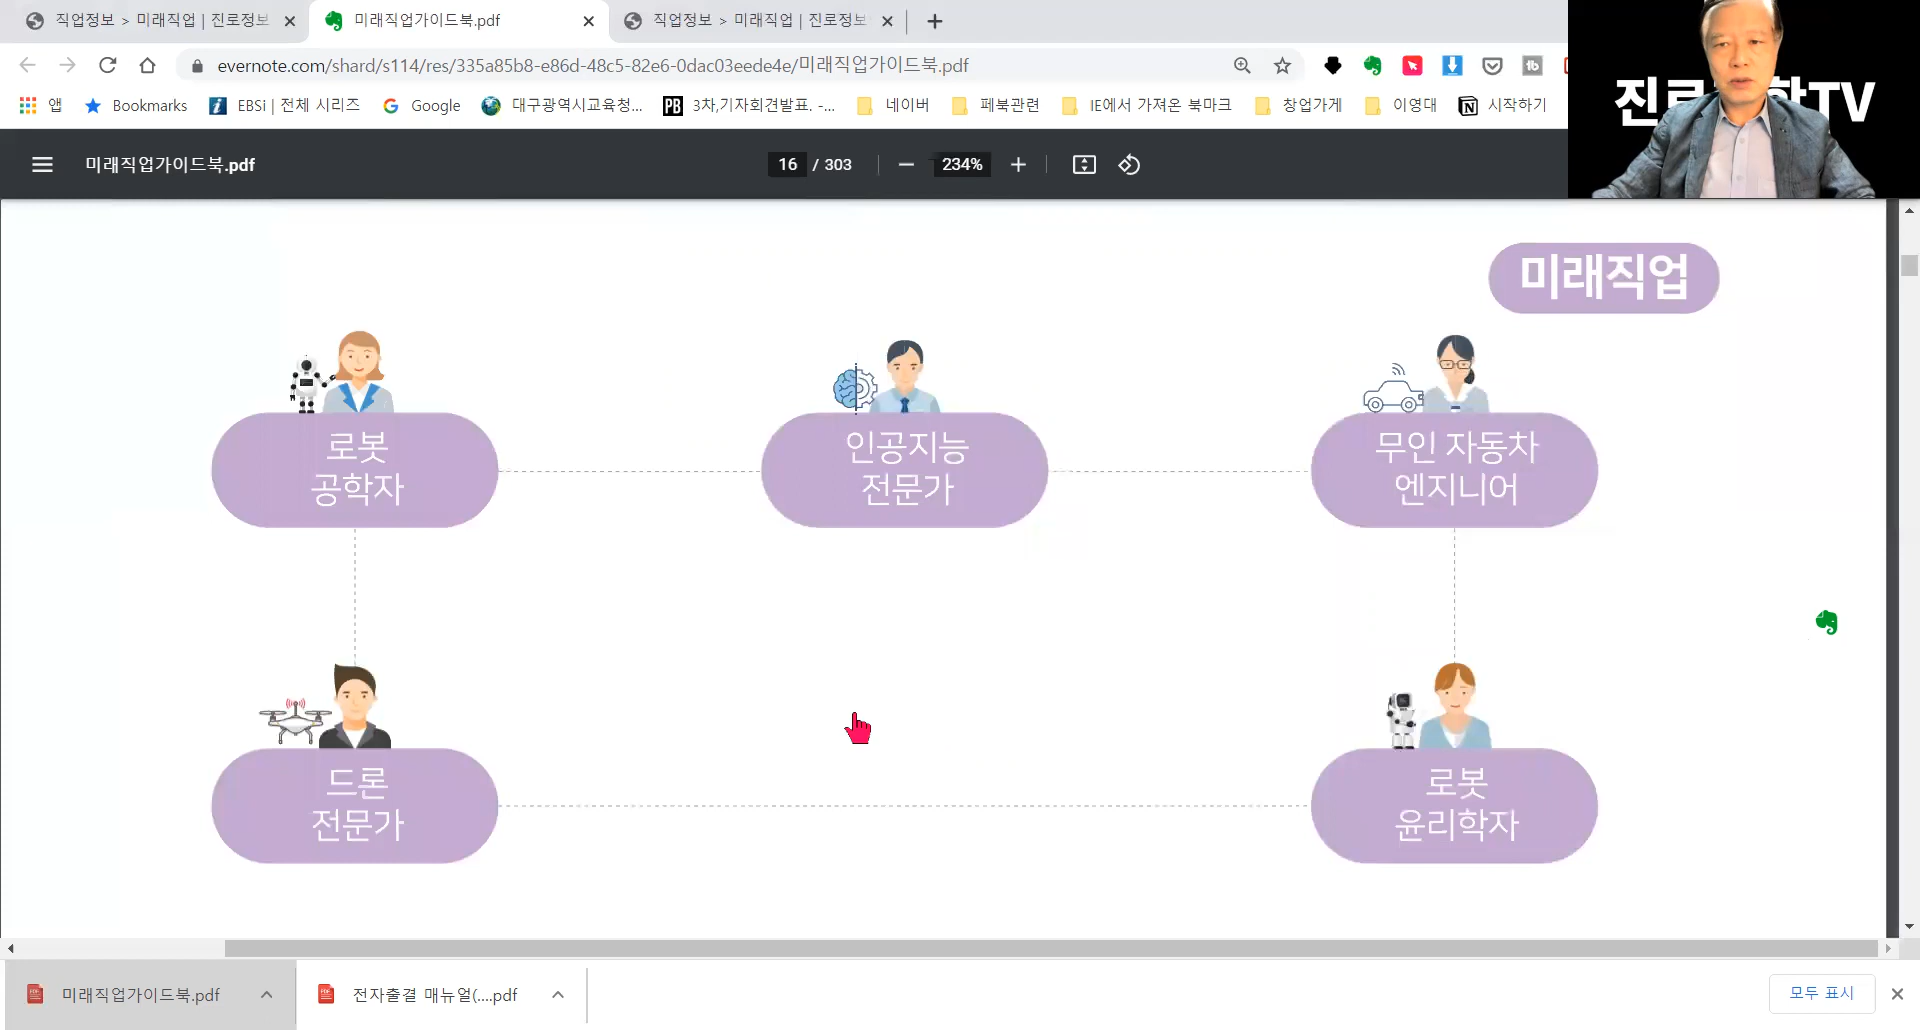 직업정보 > 미래직업 | 진로정보
미래직업가이드북.pdf
직업정보 > 미래직업 | 진로정보
evernote.com/shard/s114/res/335a85b8-e86d-48c5-82e6-0dac03eede4e/미래직업가이드북.pdf
앱
Bookmarks
EBSi | 전체 시리즈
Google
대구광역시교육청...
PB
3차,기자회견발표. -...
네이버
페북관련
IE에서 가져온 북마크
창업가게
이영대
시작하기
TV
미래직업가이드북.pdf
16 / 303
234%
미래직업
로봇
공학자
인공지능
전문가
무인 자동차
엔지니어
드론
전문가
로봇
윤리학자
미래직업가이드북.pdf
전자출결 매뉴얼(....pdf
모두 표시